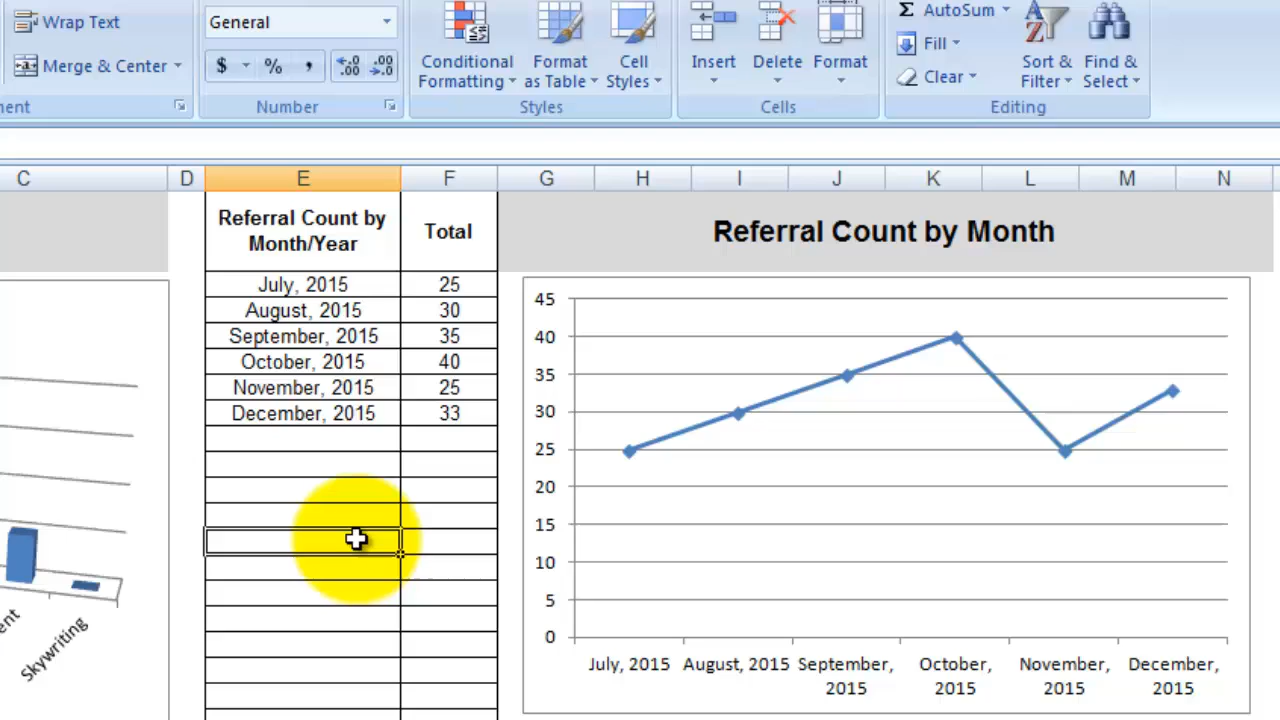 Wrap Text
General
AutoSum
Fill
Merge & Center
$ % ,
.00
.00
Conditional
Formatting
Format
as Table
Cell
Styles
Insert
Delete
Format
Clear
Sort &
Filter
Find &
Select
ment
Number
Styles
Cells
Editing
C D E F G H I J K L M N
Referral Count by
Month/Year
Total
Referral Count by Month
July, 2015 25
August, 2015 30
September, 2015 35
October, 2015 40
November, 2015 25
December, 2015 33
45
40
35
30
25
20
15
10
5
0
July, 2015 August, 2015 September, October, November, December,
2015 2015 2015 2015
ent
Skywriting